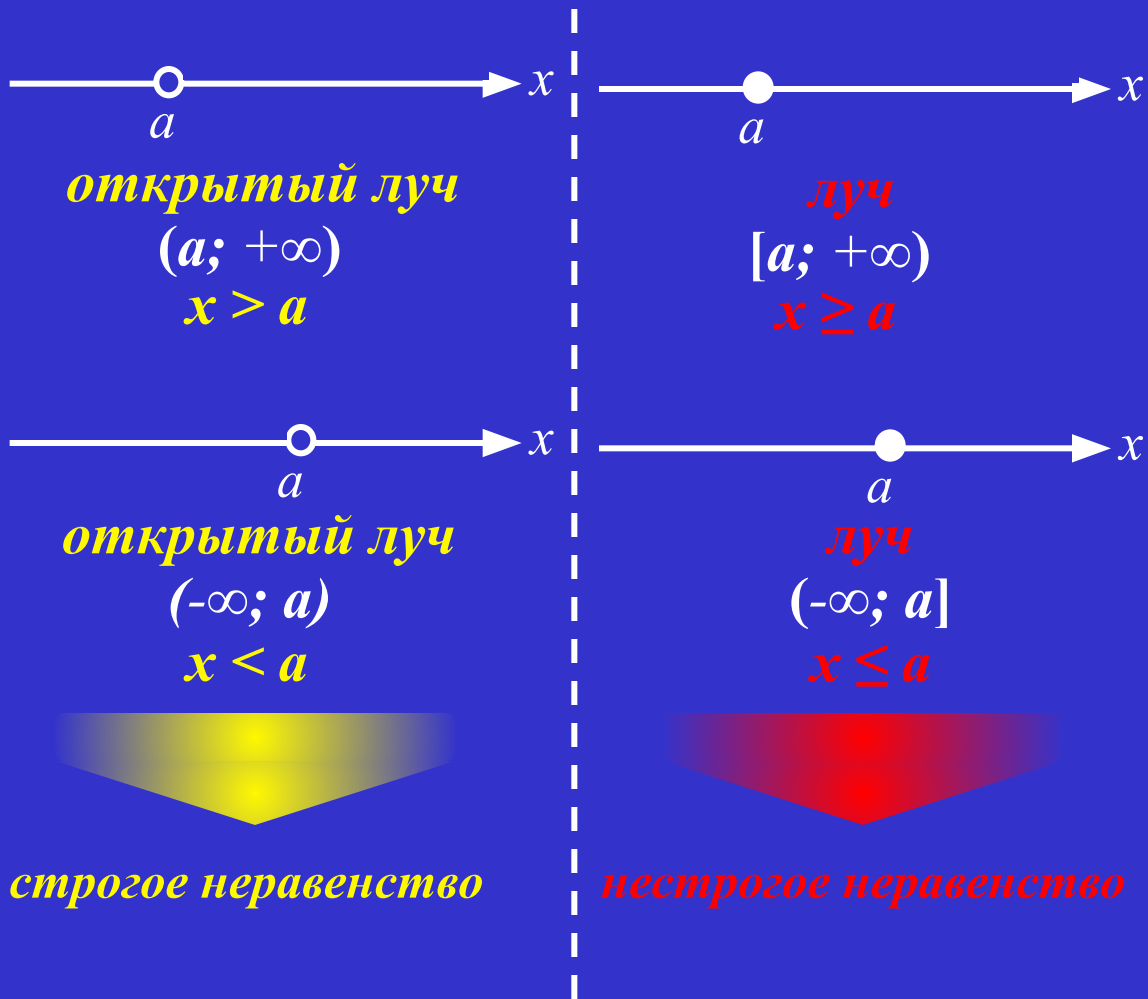 x
a
открытый луч
(a; +∞)
x > a
x
a
открытый луч
(-∞; a)
x < a
строгое неравенство
x
a
луч
[a; +∞)
x ≥ a
x
a
луч
(-∞; a]
x ≤ a
нестрогое неравенство